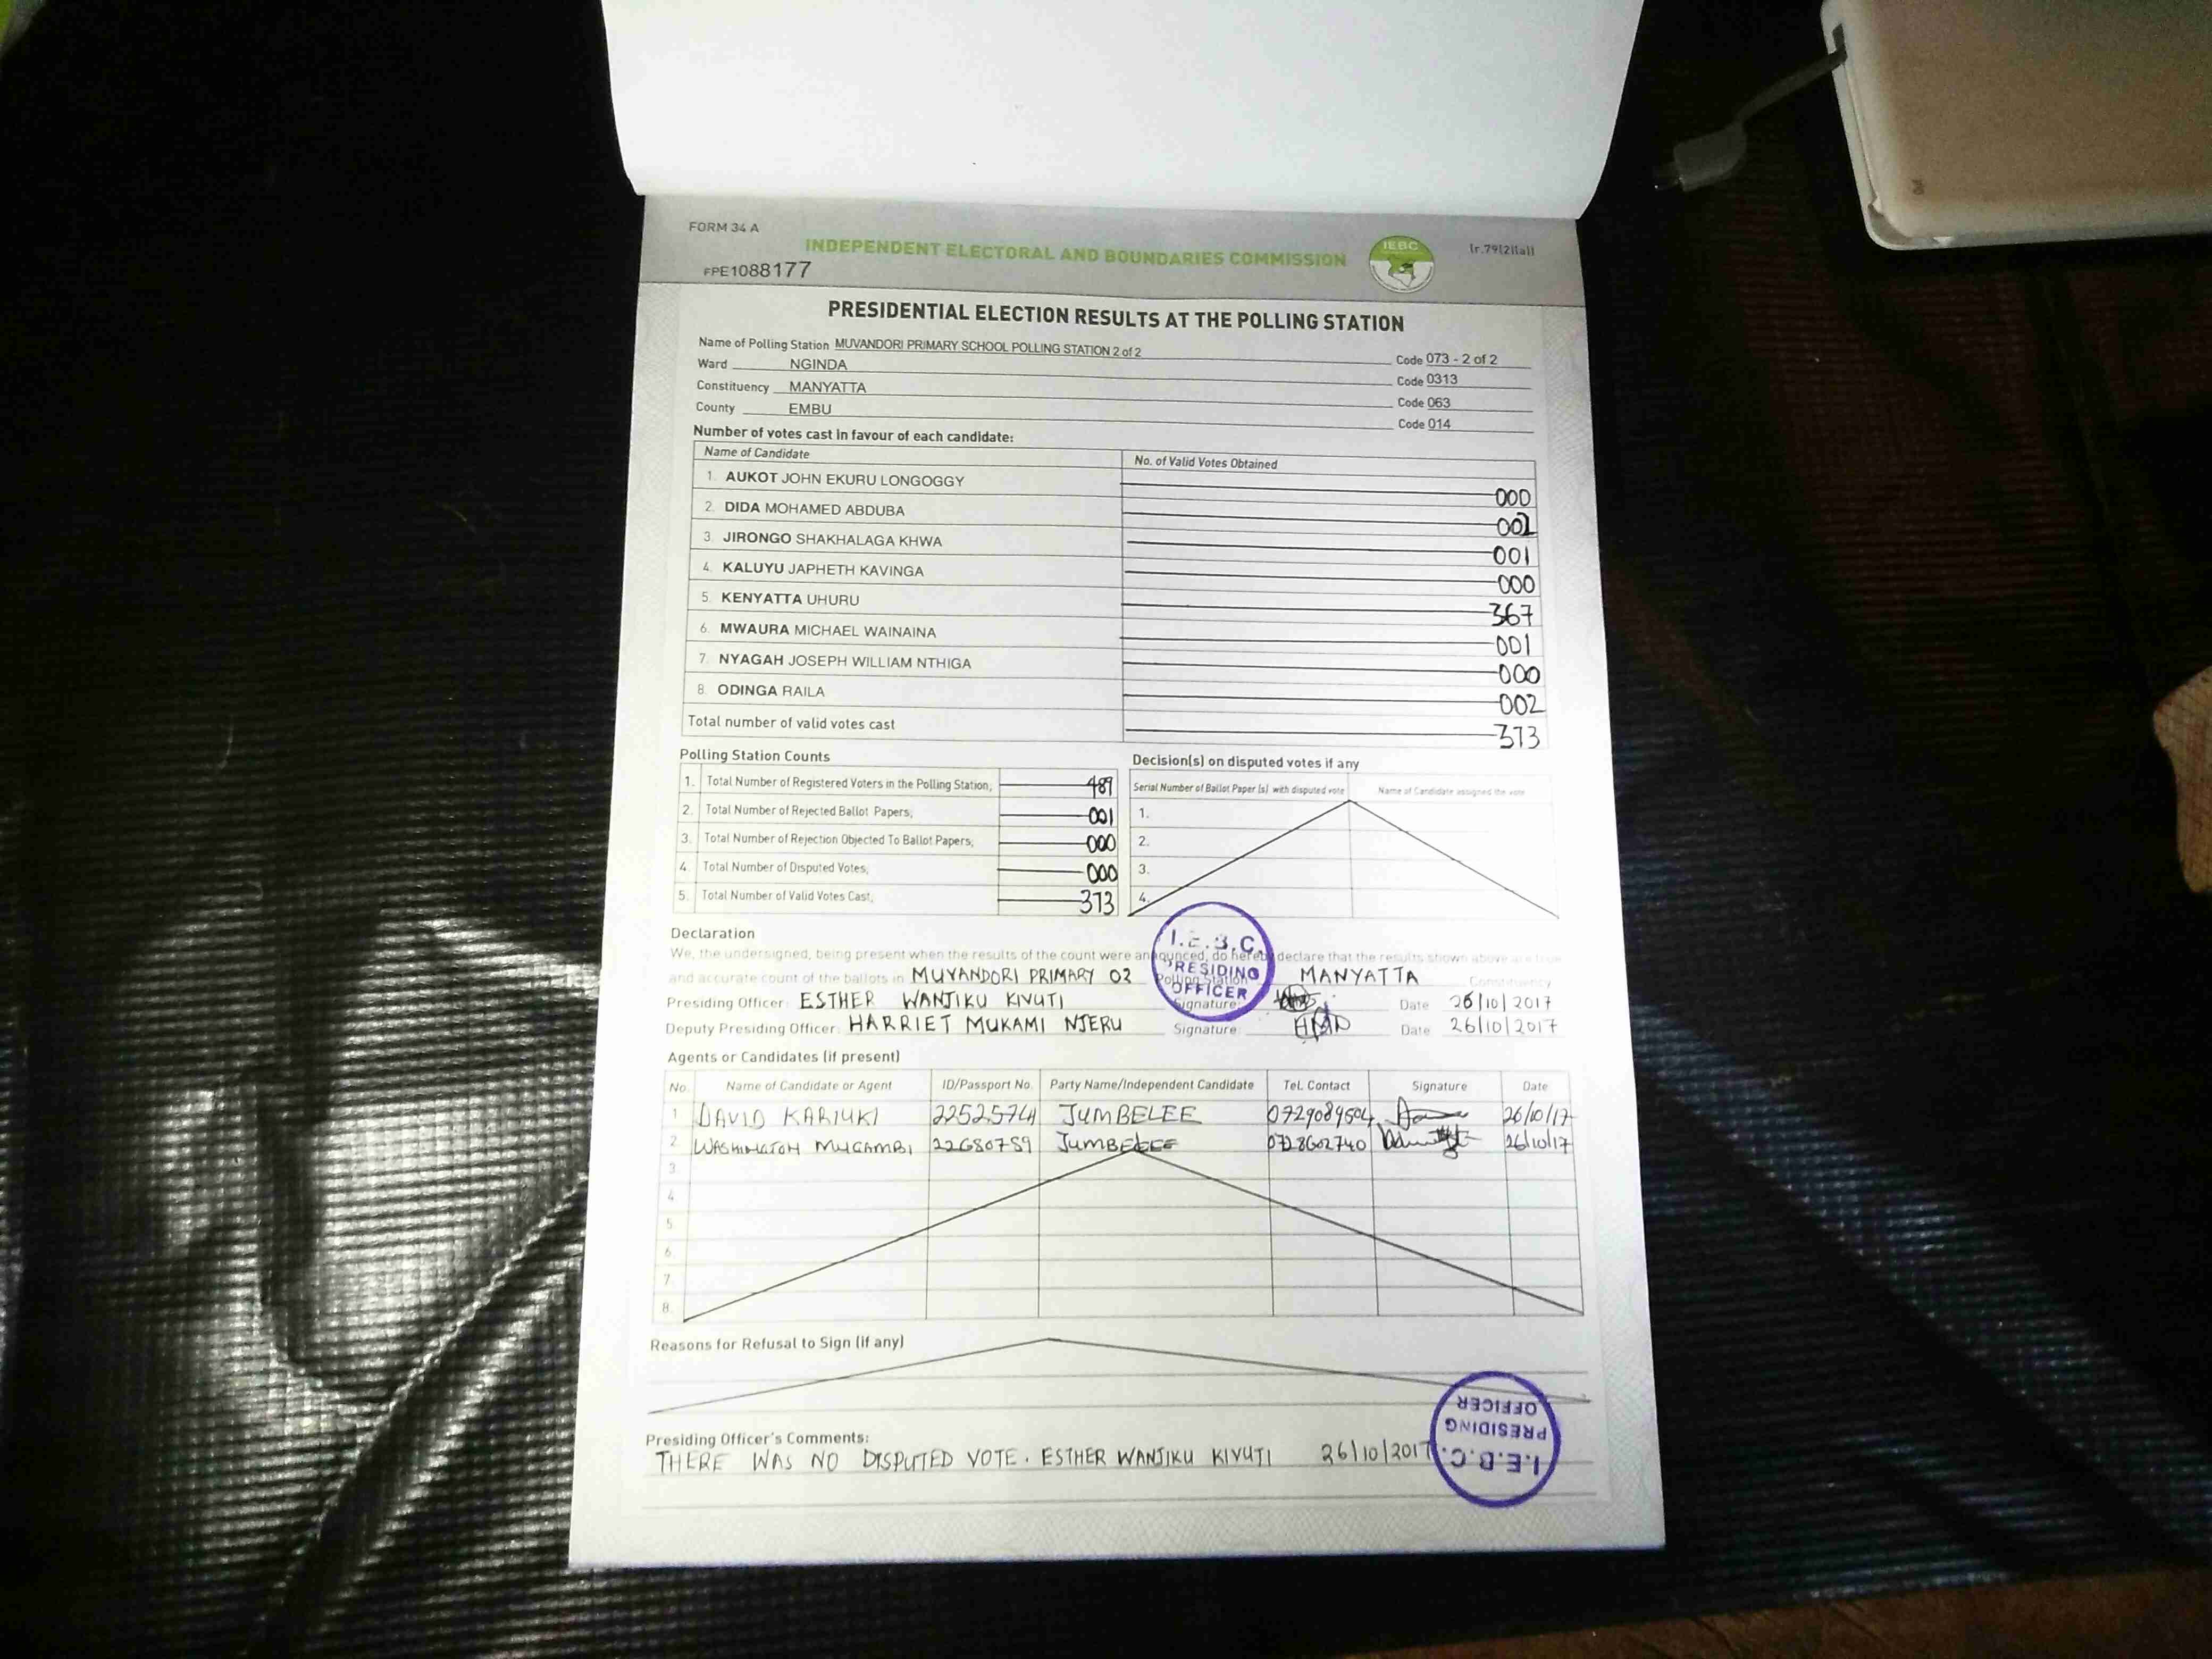 FORM 34 A
INDEPENDENT ELECTORAL AND BOUNDARIES COMMISSION
IEBC
FPE1088177
PRESIDENTIAL ELECTION RESULTS AT THE POLLING STATION
Name of Polling Station MUVANDORI PRIMARY SCHOOL POLLING STATION 2 of 2 Code 073 - 2 of 2
Ward NGINDA Code 0313
Constituency MANYATTA Code 063
County EMBU Code 014
Number of votes cast in favour of each candidate:
Name of Candidate No. of Valid Votes Obtained
1. AUKOT JOHN EKURU LONGOGGY 000
2. DIDA MOHAMED ABDUBA
3. JIRONGO SHAKHALAGA KHWA 001
4. KALUYU JAPHETH KAVINGA 000
5. KENYATTA UHURU 367
6. MWAURA MICHAEL WAINAINA 001
7. NYAGAH JOSEPH WILLIAM NTHIGA 000
8. ODINGA RAILA 002
Total number of valid votes cast 373
Polling Station Counts
1. Total Number of Registered Voters in the Polling Station, 489
2. Total Number of Rejected Ballot Papers, 001
3. Total Number of Rejection Objected To Ballot Papers, 000
4. Total Number of Disputed Votes, 000
5. Total Number of Valid Votes Cast, 373
Decision(s) on disputed votes if any
Serial Number of Ballot Paper (s) with disputed vote Name of Candidate assigned the vote
1.
2.
3.
4.
Declaration
We, the undersigned, being present when the results of the count were announced, do hereby declare that the results shown above are true
and accurate count of the ballots in MUVANDORI PRIMARY 02 Polling Station MANYATTA Constituency
I.E.B.C. PRESIDING OFFICER
Presiding Officer: ESTHER WANJIKU KIVUTI Signature: Date 26/10/2017
Deputy Presiding Officer: HARRIET MUKAMI NJERU Signature: Date 26/10/2017
Agents or Candidates (if present)
No. Name of Candidate or Agent ID/Passport No. Party Name/Independent Candidate Tel. Contact Signature Date
1 DAVID KARIUKI 22525741 JUMBELEE 26/10/17
2 WASHINGTON MUGAMBI 22680759 JUMBELEE 0728602740 26/10/17
3
4
5.
6.
7.
8.
Reasons for Refusal to Sign (if any)
Presiding Officer's Comments:
THERE WAS NO DISPUTED VOTE. ESTHER WANJIKU KIVUTI 26/10/2017
I.E.B.C. PRESIDING OFFICER